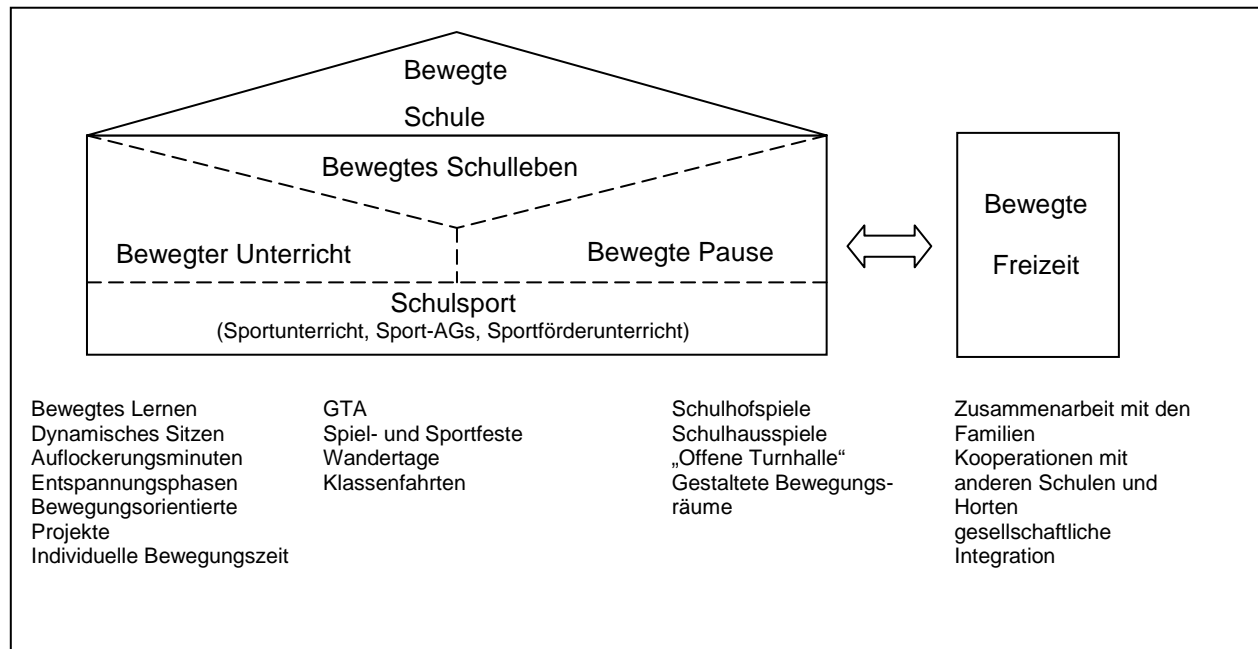 Bewegte
Schule
Bewegtes Schulleben
Bewegter Unterricht
Bewegte Pause
Schulsport
(Sportunterricht, Sport-AGs, Sportförderunterricht)
Bewegte
Freizeit
Bewegtes Lernen
Dynamisches Sitzen
Auflockerungsminuten
Entspannungsphasen
Bewegungsorientierte
Projekte
Individuelle Bewegungszeit
GTA
Spiel- und Sportfeste
Wandertage
Klassenfahrten
Schulhofspiele
Schulhausspiele
„Offene Turnhalle“
Gestaltete Bewegungs-
räume
Zusammenarbeit mit den
Familien
Kooperationen mit
anderen Schulen und
Horten
gesellschaftliche
Integration